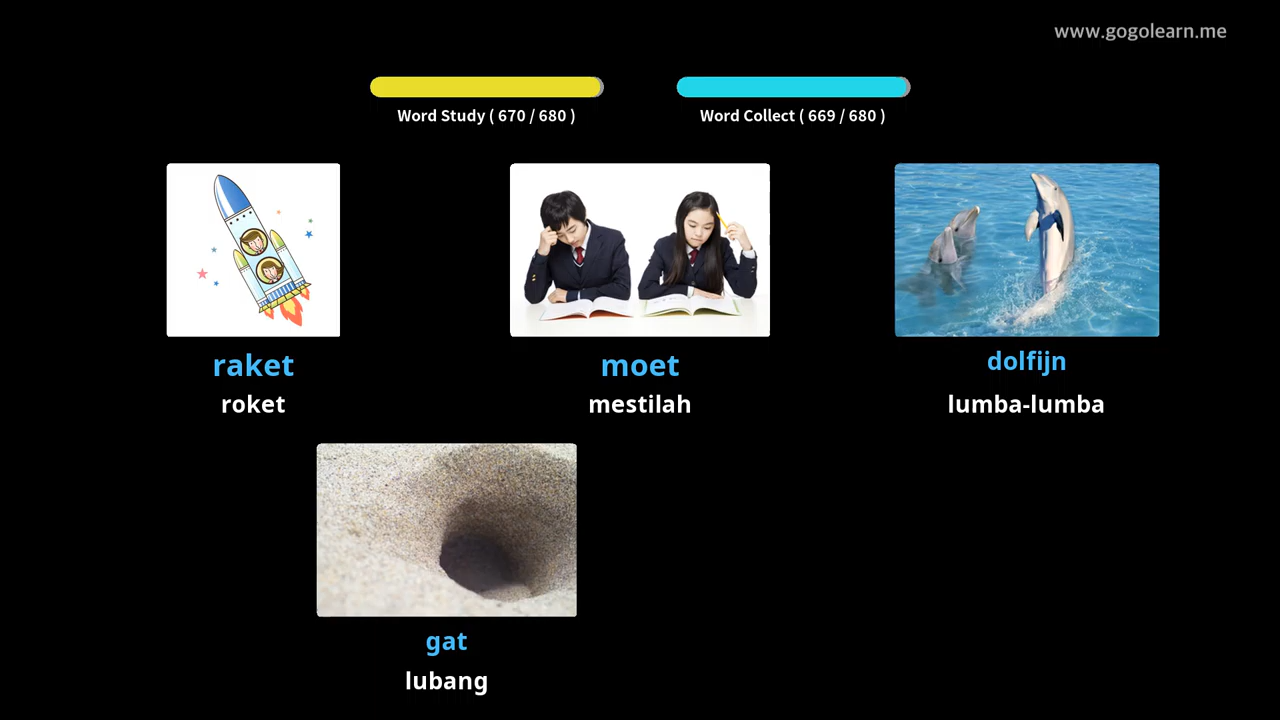 www.gogolearn.me
Word Study ( 670 / 680 )
Word Collect ( 669 / 680 )
raket
roket
moet
mestilah
dolfijn
lumba-lumba
gat
lubang